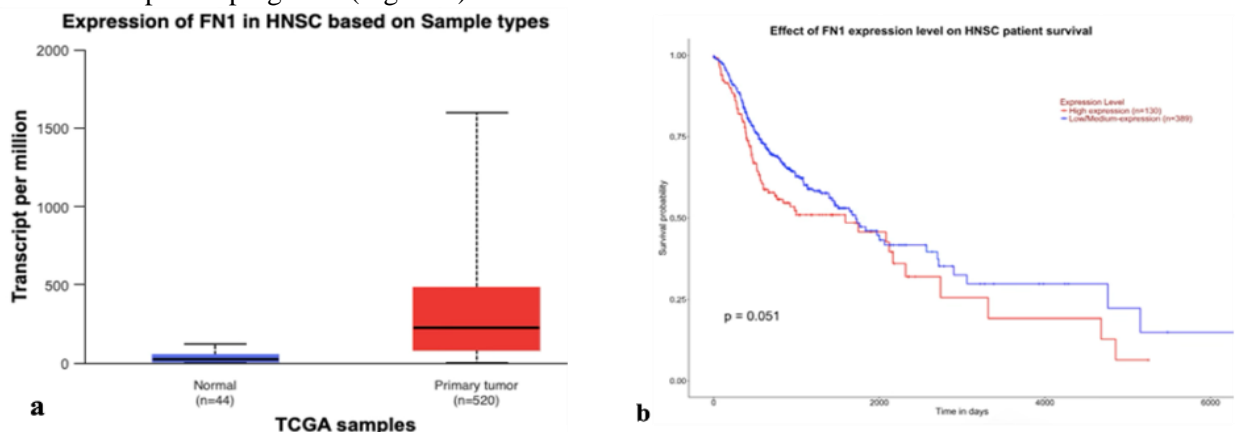 Expression of FN1 in HNSC based on Sample types
Transcript per million
2000
1500
1000
500
0
Normal
(n=44)
Primary tumor
(n=520)
TCGA samples
a
Effect of FN1 expression level on HNSC patient survival
Expression Level
High expression (n=130)
Low/Medium-expression (n=389)
Survival probability
1.00
0.75
0.50
0.25
0.00
p = 0.051
0
2000
4000
6000
Time in days
b